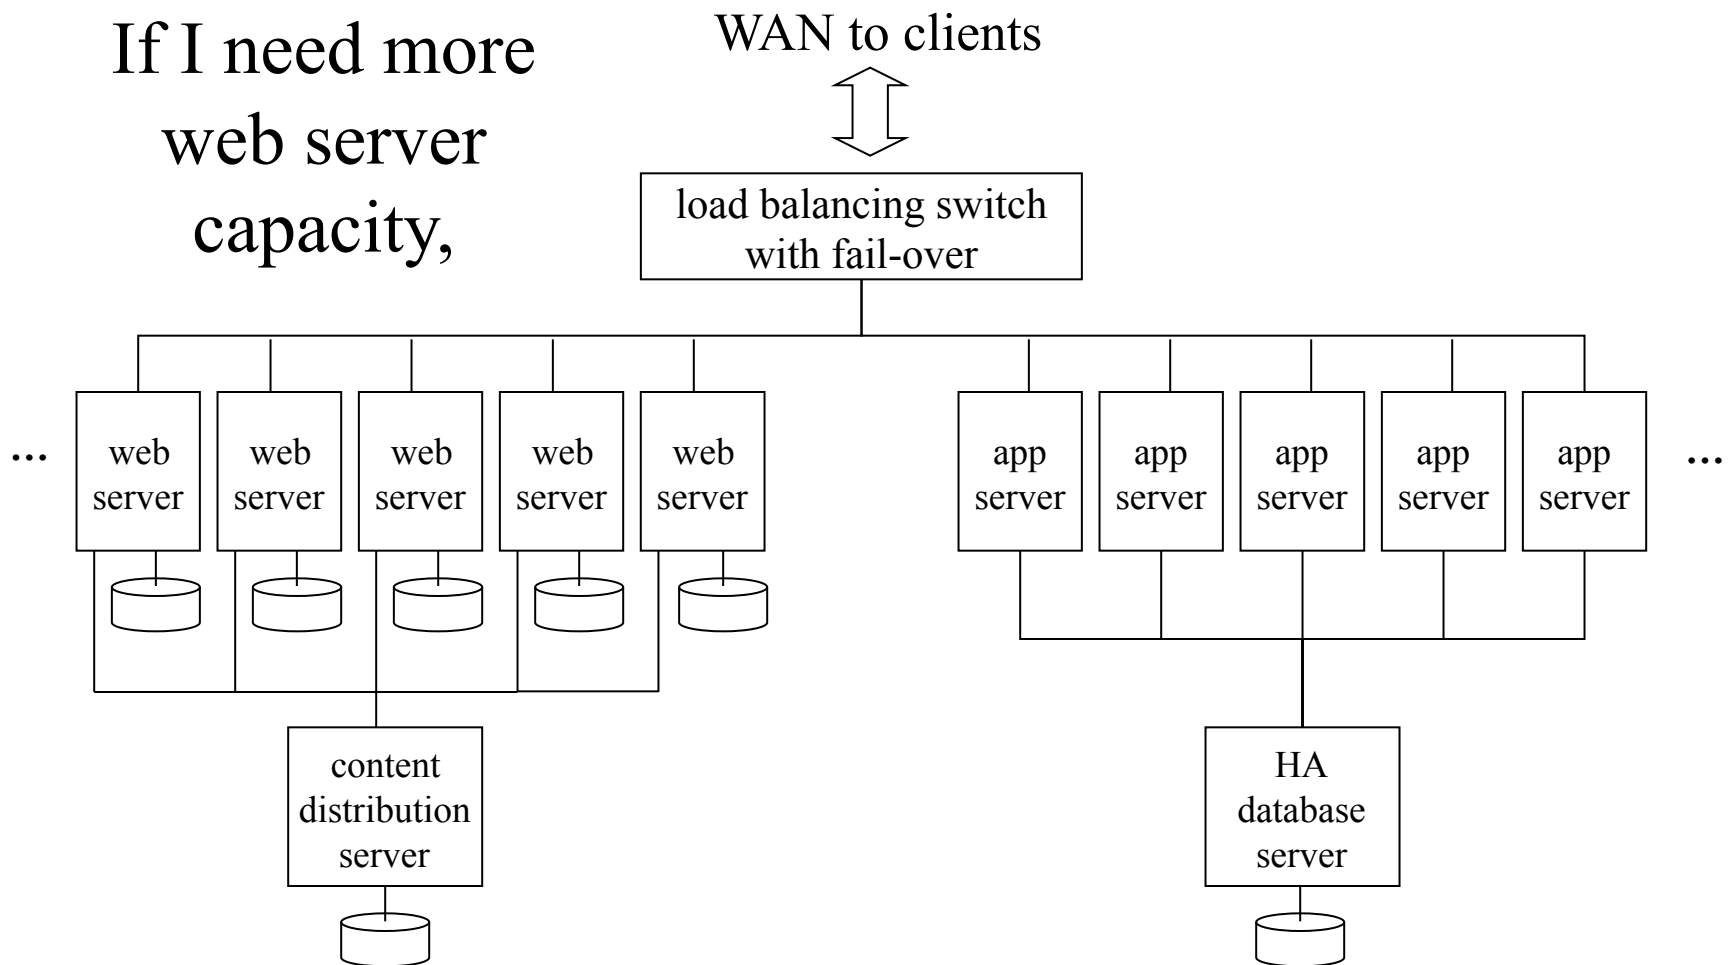 If I need more
web server
capacity,
WAN to clients
load balancing switch
with fail-over
...
web
server
web
server
web
server
web
server
web
server
app
server
app
server
app
server
app
server
app
server
...
content
distribution
server
HA
database
server